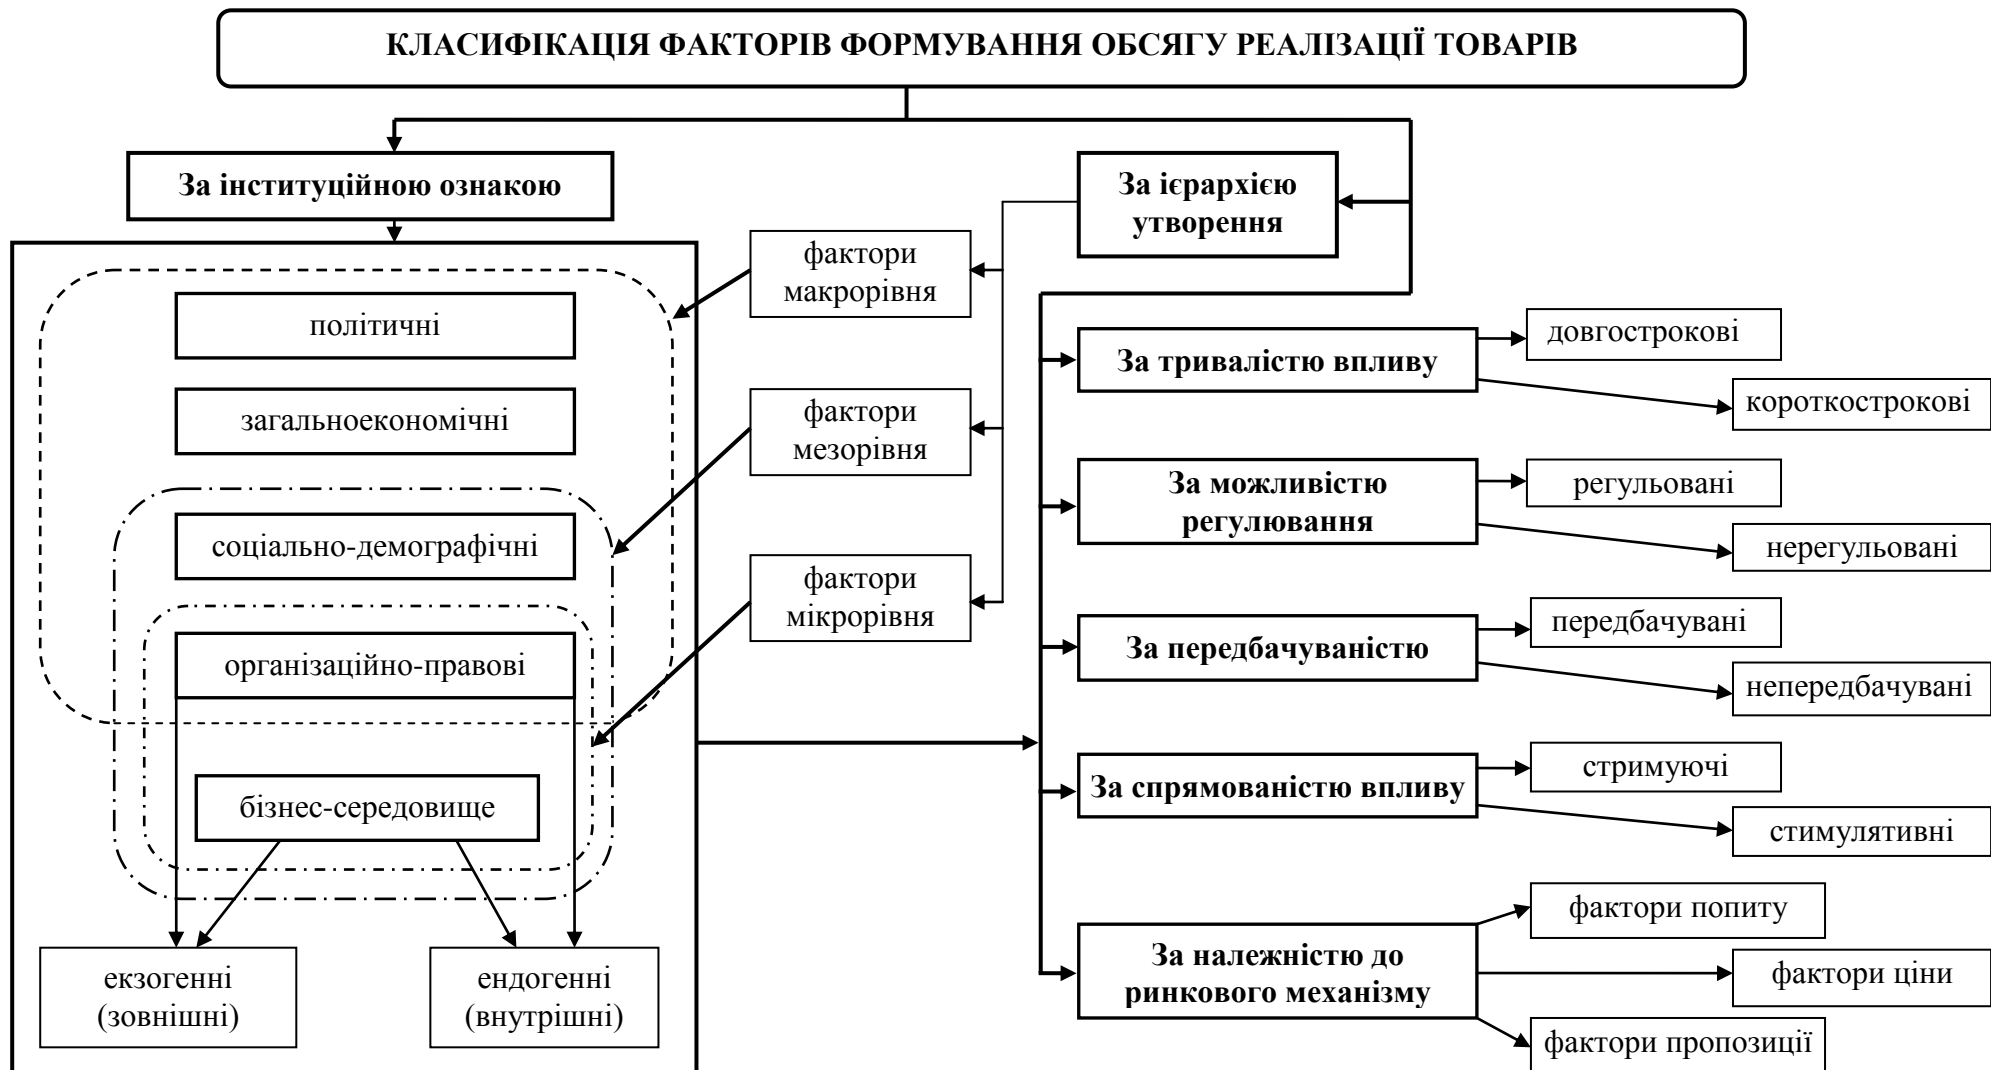 КЛАСИФІКАЦІЯ ФАКТОРІВ ФОРМУВАННЯ ОБСЯГУ РЕАЛІЗАЦІЇ ТОВАРІВ
За інституційною ознакою
політичні
загальноекономічні
соціально-демографічні
організаційно-правові
бізнес-середовище
екзогенні
(зовнішні)
ендогенні
(внутрішні)
За ієрархією
утворення
фактори
макрорівня
фактори
мезорівня
фактори
мікрорівня
За тривалістю впливу
довгострокові
короткострокові
За можливістю
регулювання
регульовані
нерегульовані
За передбачуваністю
передбачувані
непередбачувані
За спрямованістю впливу
стримуючі
стимулятивні
За належністю до
ринкового механізму
фактори попиту
фактори ціни
фактори пропозиції